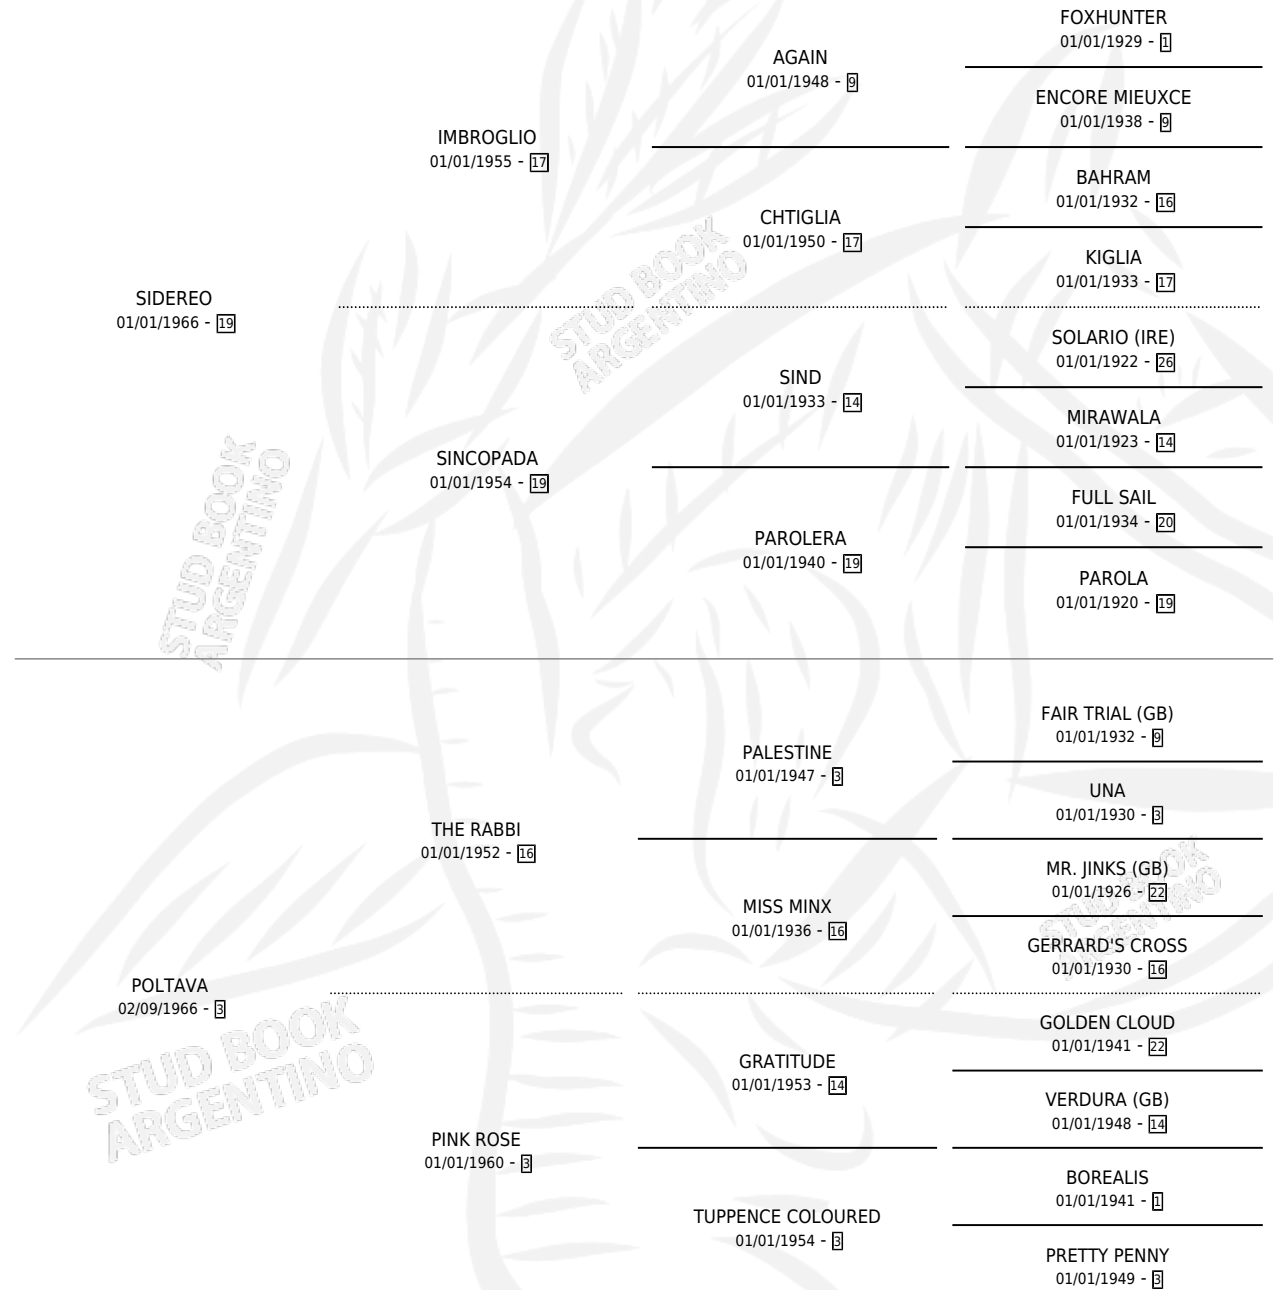 FOXHUNTER
01/01/1929 - 1
AGAIN
01/01/1948 - 9
ENCORE MIEUXCE
01/01/1938 - 9
IMBROGLIO
01/01/1955 - 17
BAHRAM
01/01/1932 - 16
CHTIGLIA
01/01/1950 - 17
KIGLIA
01/01/1933 - 17
SIDEREO
01/01/1966 - 19
STUD BOOK
ARGENTINO
SOLARIO (IRE)
01/01/1922 - 26
SIND
01/01/1933 - 14
MIRAWALA
01/01/1923 - 14
SINCOPADA
01/01/1954 - 19
FULL SAIL
01/01/1934 - 20
PAROLERA
01/01/1940 - 19
PAROLA
01/01/1920 - 19
STUD BOOK
ARGENTINO
FAIR TRIAL (GB)
01/01/1932 - 9
PALESTINE
01/01/1947 - 3
UNA
01/01/1930 - 3
THE RABBI
01/01/1952 - 16
MR. JINKS (GB)
01/01/1926 - 22
STUD BOOK
ARGENTINO
MISS MINX
01/01/1936 - 16
GERRARD'S CROSS
01/01/1930 - 16
POLTAVA
02/09/1966 - 3
STUD BOOK
ARGENTINO
GOLDEN CLOUD
01/01/1941 - 22
GRATITUDE
01/01/1953 - 14
VERDURA (GB)
01/01/1948 - 14
PINK ROSE
01/01/1960 - 3
BOREALIS
01/01/1941 - 1
TUPPENCE COLOURED
01/01/1954 - 3
PRETTY PENNY
01/01/1949 - 3